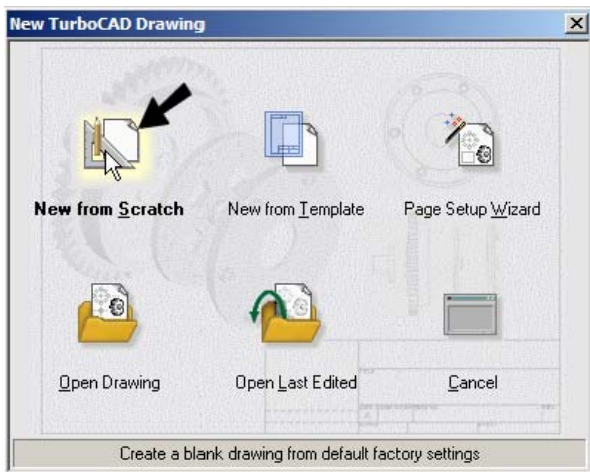 New TurboCAD Drawing
New from Scratch
New from Template
Page Setup Wizard
Open Drawing
Open Last Edited
Cancel
Create a blank drawing from default factory settings